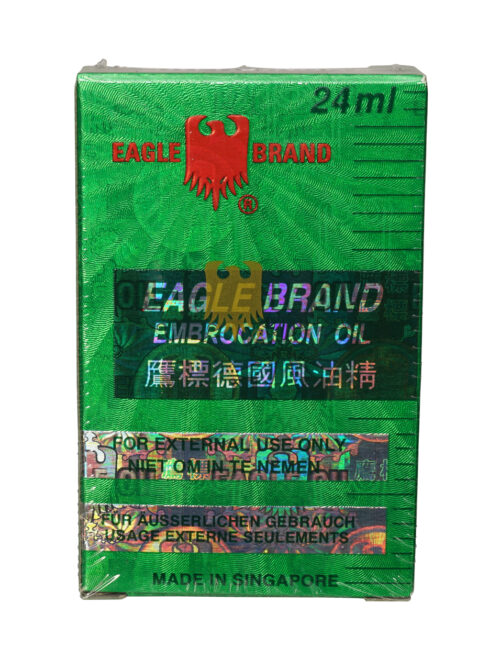 24ml
EAGLE BRAND
®
EAGLE BRAND
EMBROCATION OIL
鷹標德國風油精
FOR EXTERNAL USE ONLY
NIET OM IN TE NEMEN
FÜR ÄUSSERLICHEN GEBRAUCH
USAGE EXTERNE SEULEMENTS
MADE IN SINGAPORE